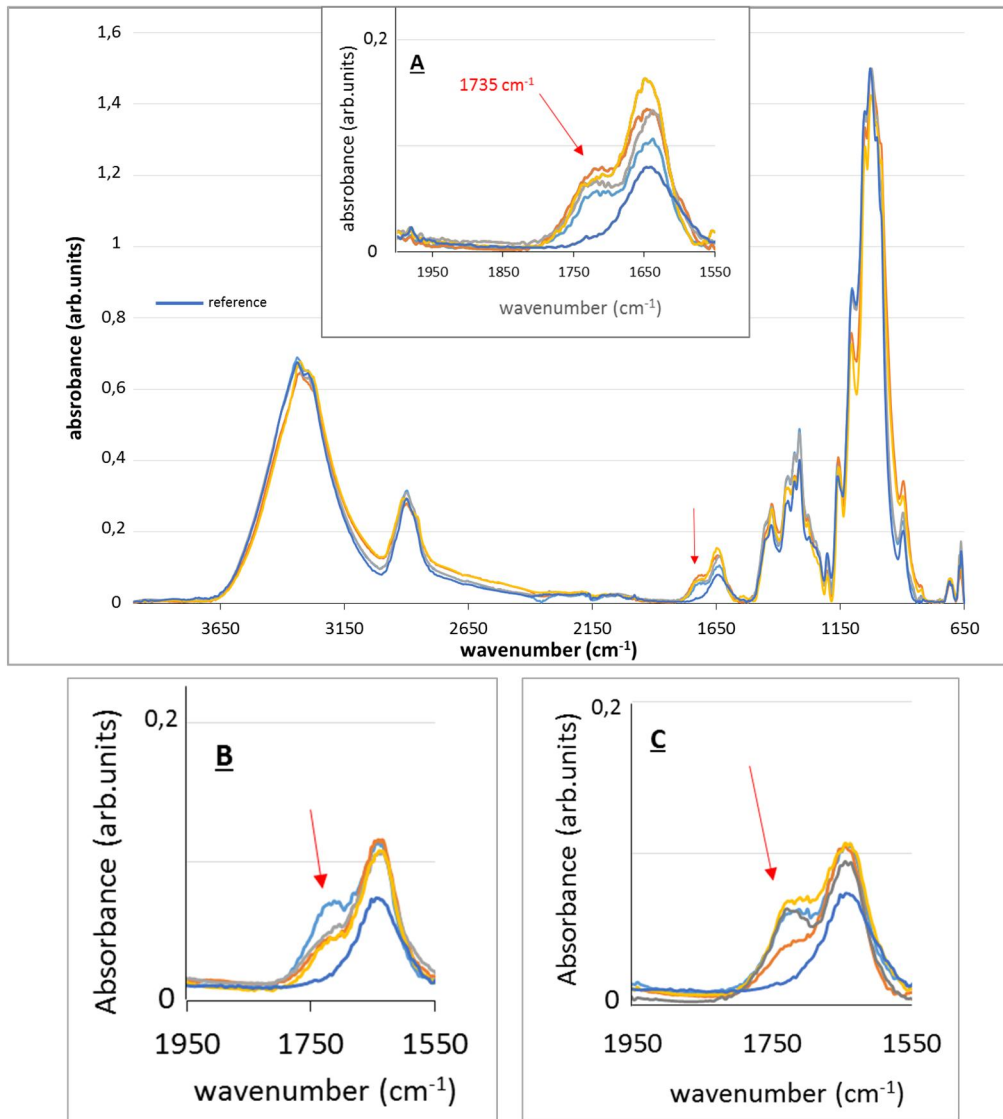 1,6
1,4
1,2
1
0,8
0,6
0,4
0,2
0
absrobance (arb.units)
3650 3150 2650 2150 1650 1150 650
wavenumber (cm-1)
reference
A
0,2
0
absrobance (arb.units)
1735 cm-1
1950 1850 1750 1650 1550
wavenumber (cm-1)
B
0,2
0
Absorbance (arb.units)
1950 1750 1550
wavenumber (cm-1)
C
0,2
0
Absorbance (arb.units)
1950 1750 1550
wavenumber (cm-1)